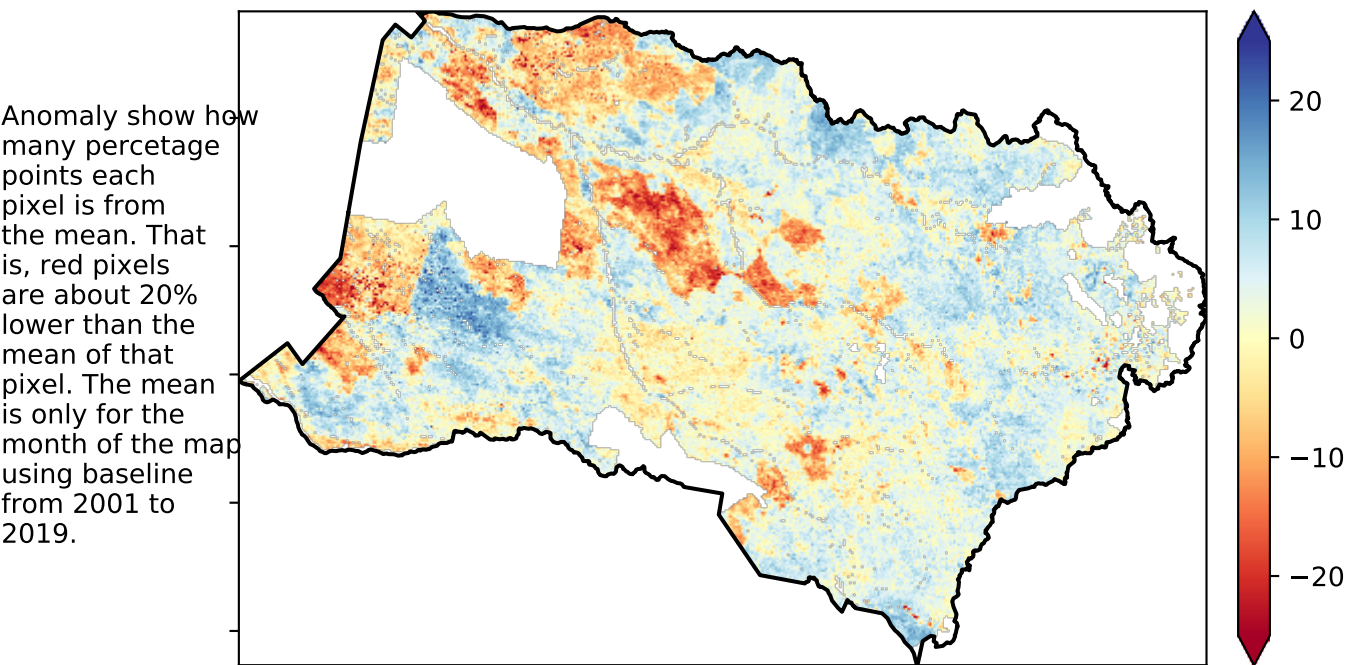 Anomaly show how
many percetage
points each
pixel is from
the mean. That
is, red pixels
are about 20%
lower than the
mean of that
pixel. The mean
is only for the
month of the map
using baseline
from 2001 to
2019.
20
10
0
−10
−20